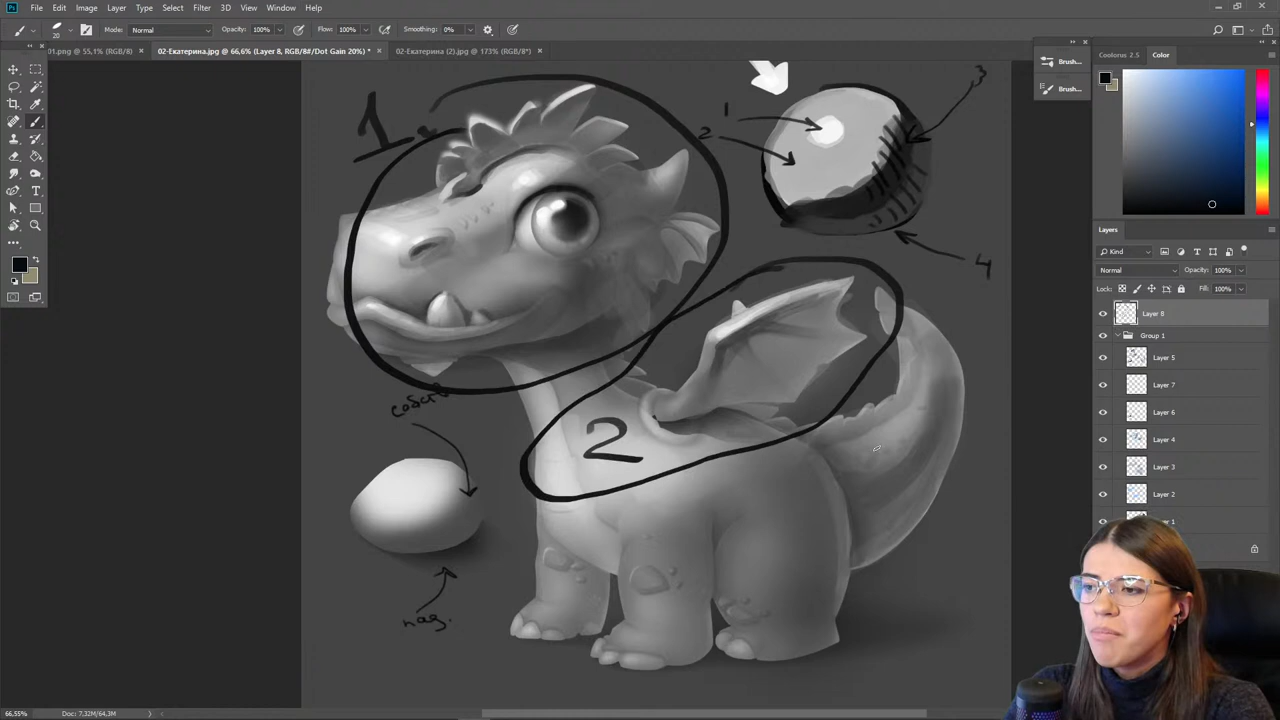 File Edit Image Layer Type Select Filter 3D View Window Help
Mode: Normal Opacity: 100% Flow: 100% Smoothing: 0%
01.png @ 55,1% (RGB/8) 02-Екатерина.jpg @ 66,6% (Layer 8, RGB/8#/Dot Gain 20%) * 02-Екатерина (2).jpg @ 173% (RGB/8*)
Brush...
Brush...
Coolorus 2.5 Color
1
1
2
3
4
2
собств
пад.
Layers
Kind
Normal Opacity: 100%
Lock: Fill: 100%
Layer 8
Group 1
Layer 5
Layer 7
Layer 6
Layer 4
Layer 3
Layer 2
66,55% Doc: 7,32M/64,3M